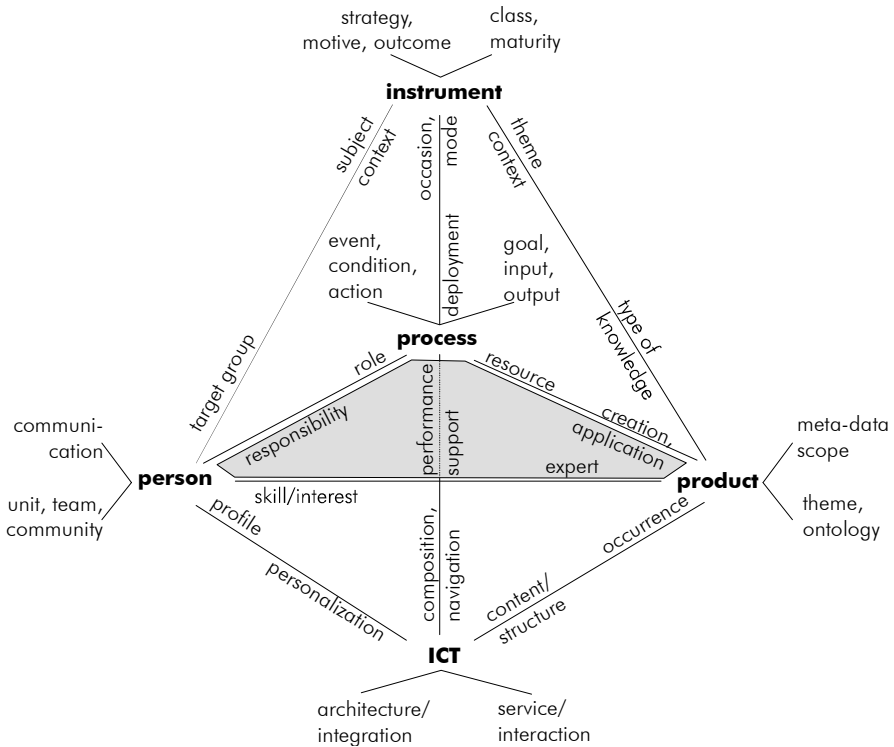 strategy,
motive, outcome
class,
maturity
instrument
subject
context
occasion,
mode
theme
context
event,
condition,
action
deployment
goal,
input,
output
process
target group
type of
knowledge
role
resource
responsibility
performance
support
creation,
application
communi-
cation
person
unit, team,
community
skill/interest
expert
product
meta-data
scope
theme,
ontology
profile
personalization
composition,
navigation
occurrence
content/
structure
ICT
architecture/
integration
service/
interaction